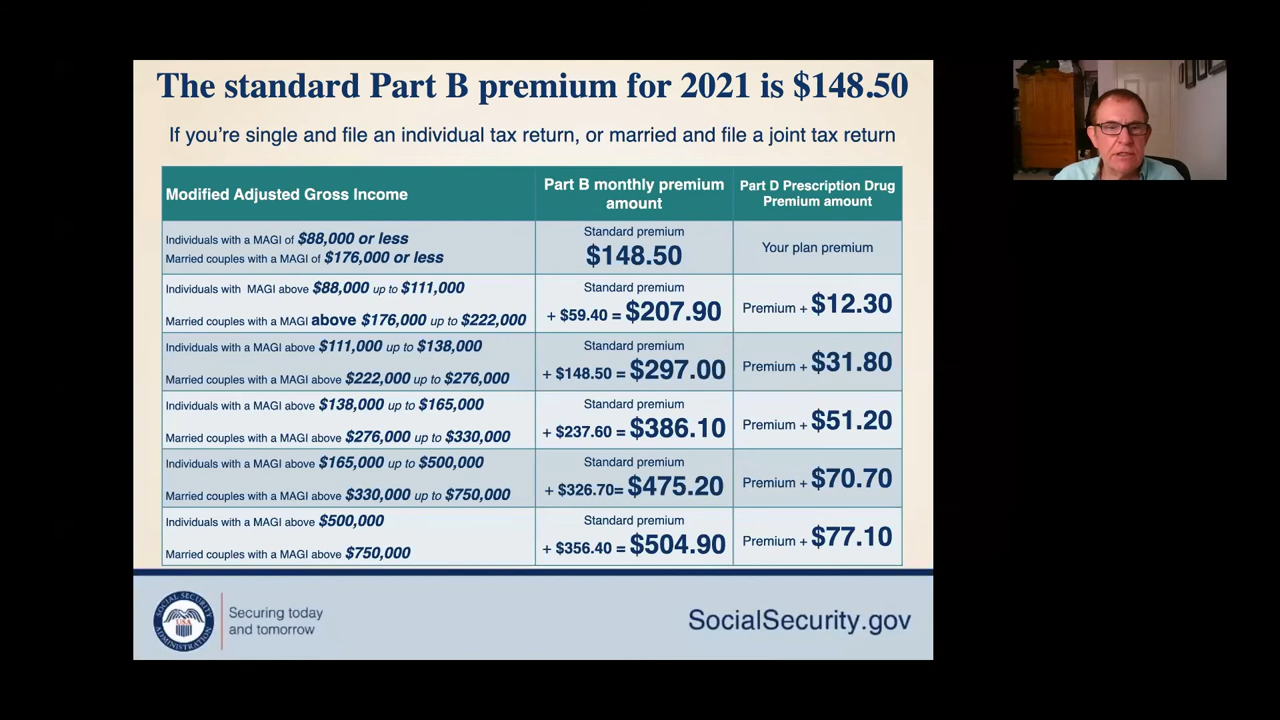 The standard Part B premium for 2021 is $148.50
If you're single and file an individual tax return, or married and file a joint tax return
Modified Adjusted Gross Income
Part B monthly premium
amount
Part D Prescription Drug
Premium amount
Individuals with a MAGI of $88,000 or less
Married couples with a MAGI of $176,000 or less
Standard premium
$148.50
Your plan premium
Individuals with MAGI above $88,000 up to $111,000
Married couples with a MAGI above $176,000 up to $222,000
Standard premium
+ $59.40 = $207.90
Premium + $12.30
Individuals with a MAGI above $111,000 up to $138,000
Married couples with a MAGI above $222,000 up to $276,000
Standard premium
+ $148.50 = $297.00
Premium + $31.80
Individuals with a MAGI above $138,000 up to $165,000
Married couples with a MAGI above $276,000 up to $330,000
Standard premium
+ $237.60 = $386.10
Premium + $51.20
Individuals with a MAGI above $165,000 up to $500,000
Married couples with a MAGI above $330,000 up to $750,000
Standard premium
+ $326.70= $475.20
Premium + $70.70
Individuals with a MAGI above $500,000
Married couples with a MAGI above $750,000
Standard premium
+ $356.40 = $504.90
Premium + $77.10
SOCIAL SECURITY
USA
ADMINISTRATION
Securing today
and tomorrow
SocialSecurity.gov